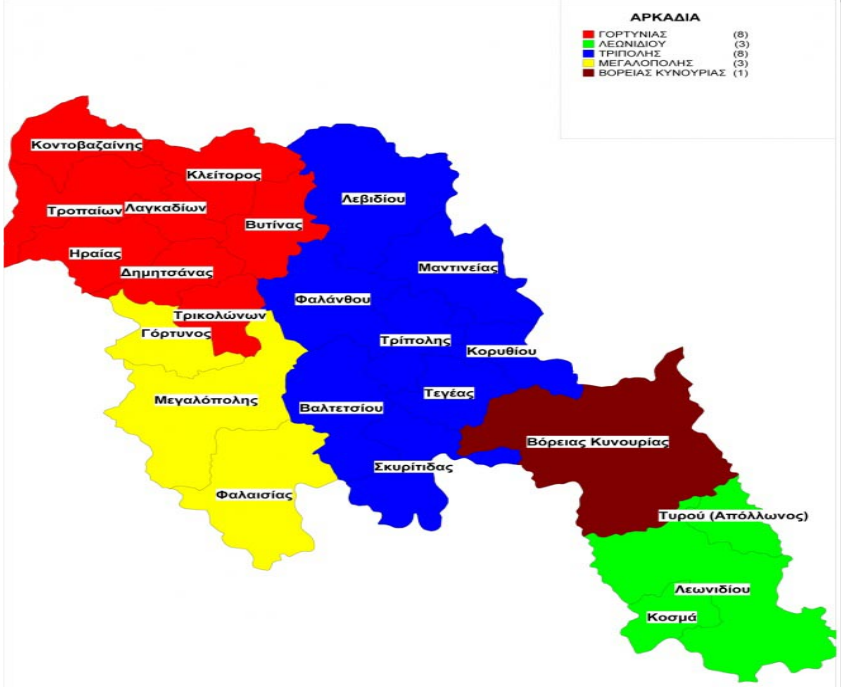 ΑΡΚΑΔΙΑ
ΓΟΡΤΥΝΙΑΣ (8)
ΛΕΩΝΙΔΙΟΥ (3)
ΤΡΙΠΟΛΗΣ (8)
ΜΕΓΑΛΟΠΟΛΗΣ (3)
ΒΟΡΕΙΑΣ ΚΥΝΟΥΡΙΑΣ (1)
Κοντοβαζαίνης
Κλείτορος
Λεβιδίου
Τροπαίων
Λαγκαδίων
Βυτίνας
Ηραίας
Δημητσάνας
Μαντινείας
Φαλάνθου
Τρικολώνων
Γόρτυνος
Τρίπολης
Κορυθίου
Τεγέας
Μεγαλόπολης
Βαλτετσίου
Βόρειας Κυνουρίας
Σκυρίτιδας
Φαλαισίας
Τυρού (Απόλλωνος)
Λεωνιδίου
Κοσμά